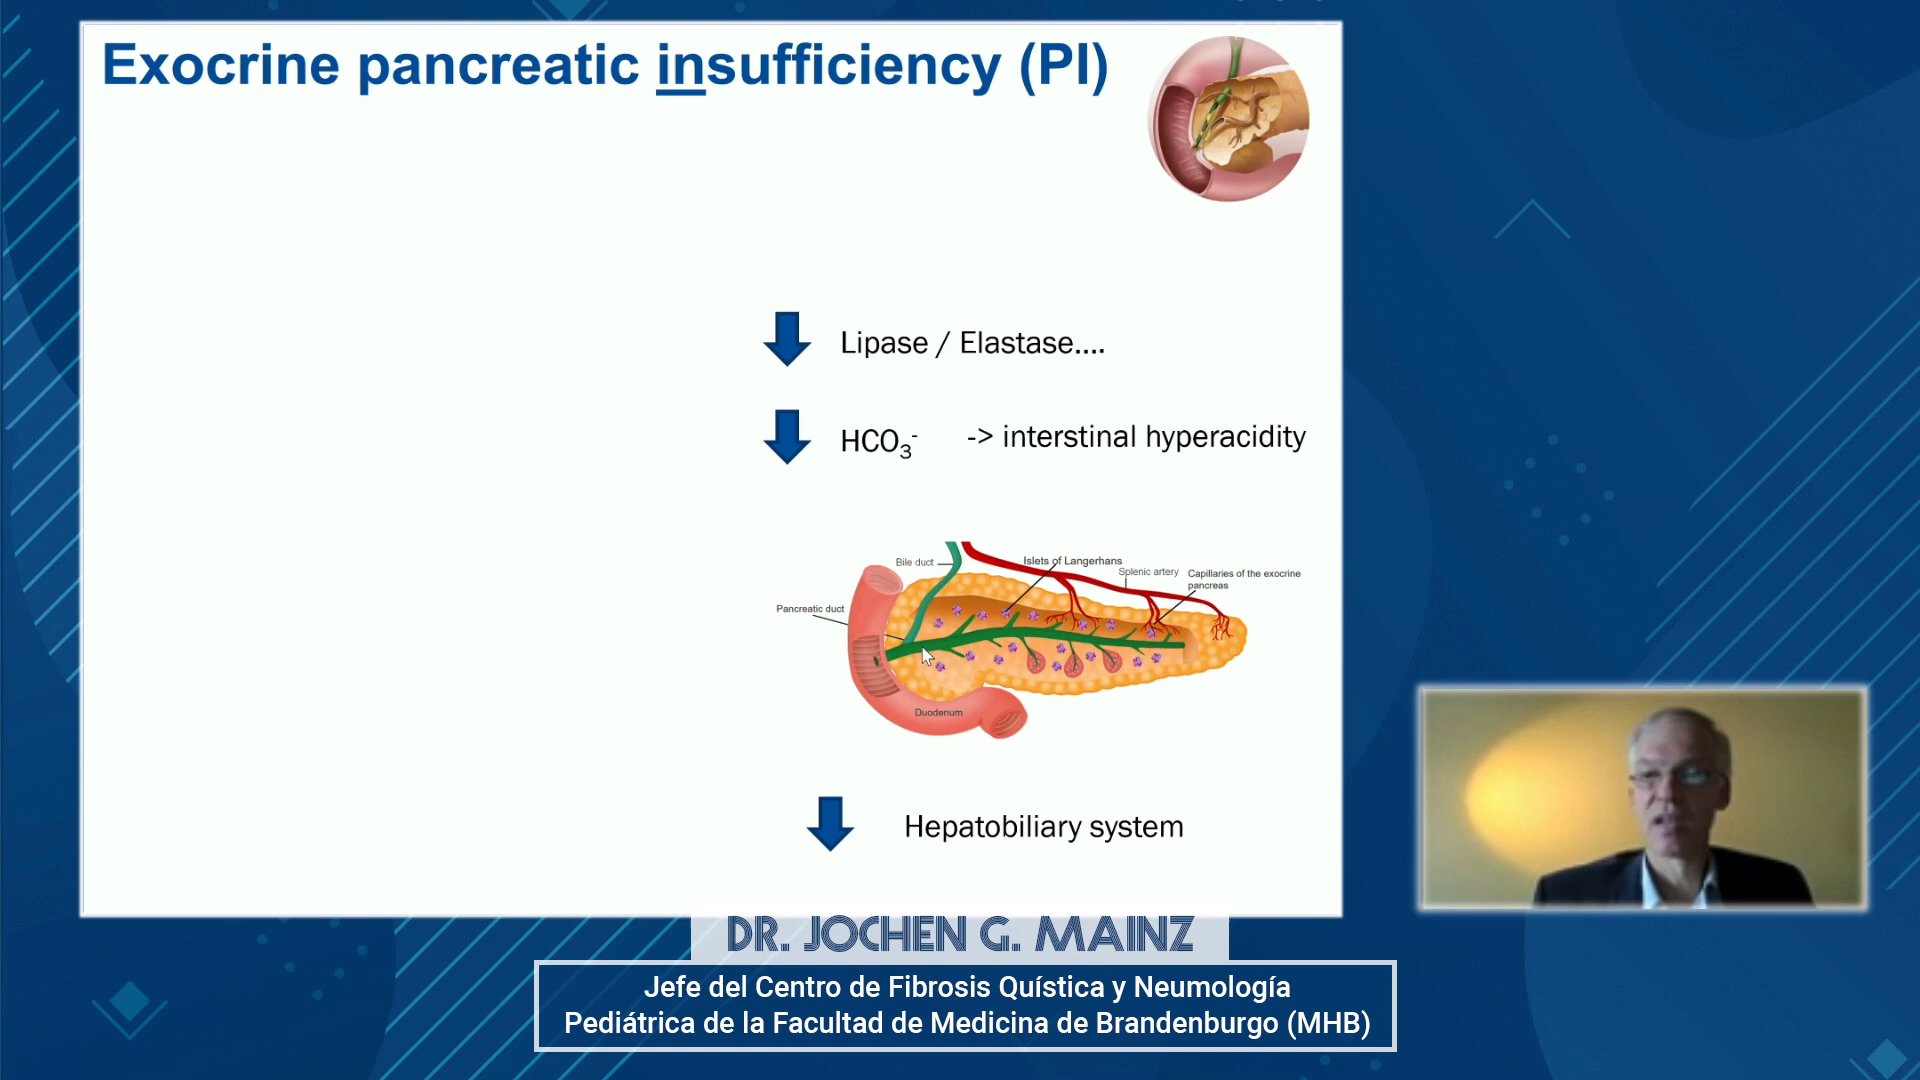 Exocrine pancreatic insufficiency (PI)
Lipase / Elastase....
HCO₃⁻ -> interstinal hyperacidity
Bile duct
Islets of Langerhans
Splenic artery
Capillaries of the exocrine
pancreas
Pancreatic duct
Duodenum
Hepatobiliary system
DR. JOCHEN G. MAINZ
Jefe del Centro de Fibrosis Quística y Neumología
Pediátrica de la Facultad de Medicina de Brandenburgo (MHB)